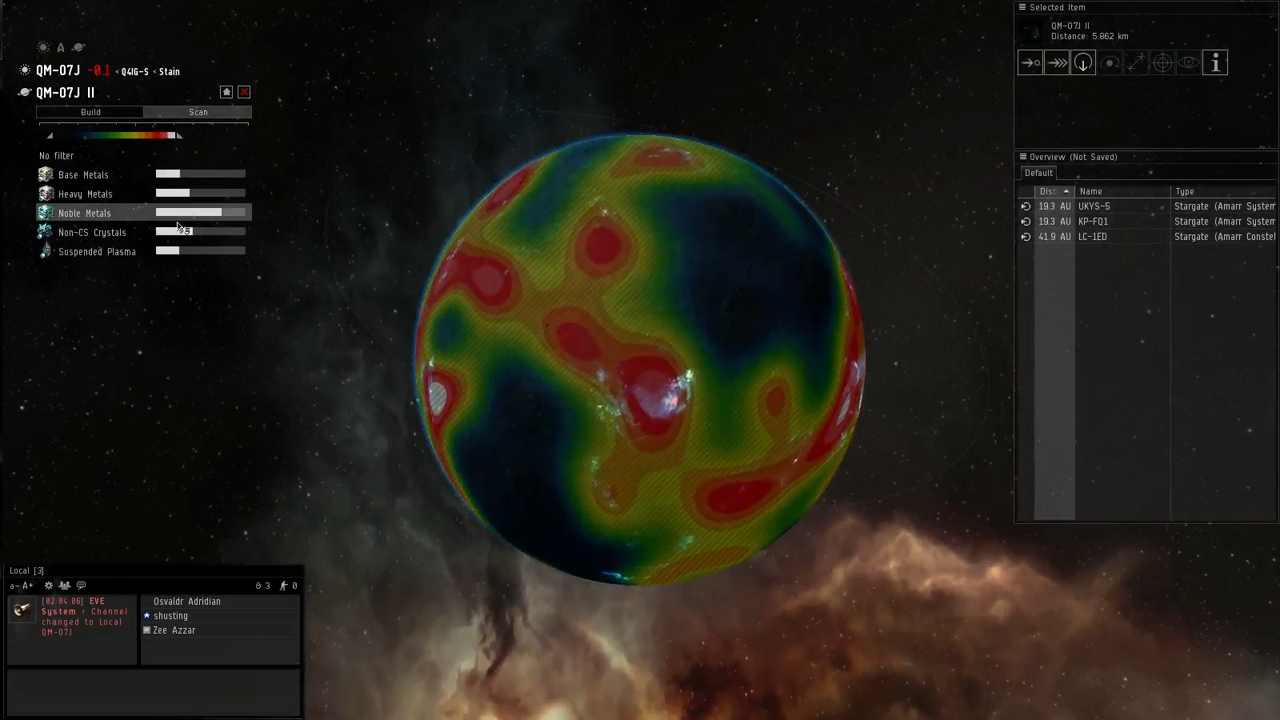 A
QM-07J -0.1 < Q4IG-S < Stain
QM-07J II
Build Scan
No filter
Base Metals
Heavy Metals
Noble Metals
Non-CS Crystals
Suspended Plasma
Selected Item
QM-07J II
Distance: 5,862 km
Overview (Not Saved)
Default
Dist Name Type
19.3 AU UKYS-5 Stargate (Amarr System
19.3 AU KP-FQ1 Stargate (Amarr System
41.9 AU LC-1ED Stargate (Amarr Constel
Local [3]
a- A+ 3 0
[02:04:06] EVE
System > Channel
changed to Local :
QM-07J
Osvaldr Adridian
shusting
Zee Azzar